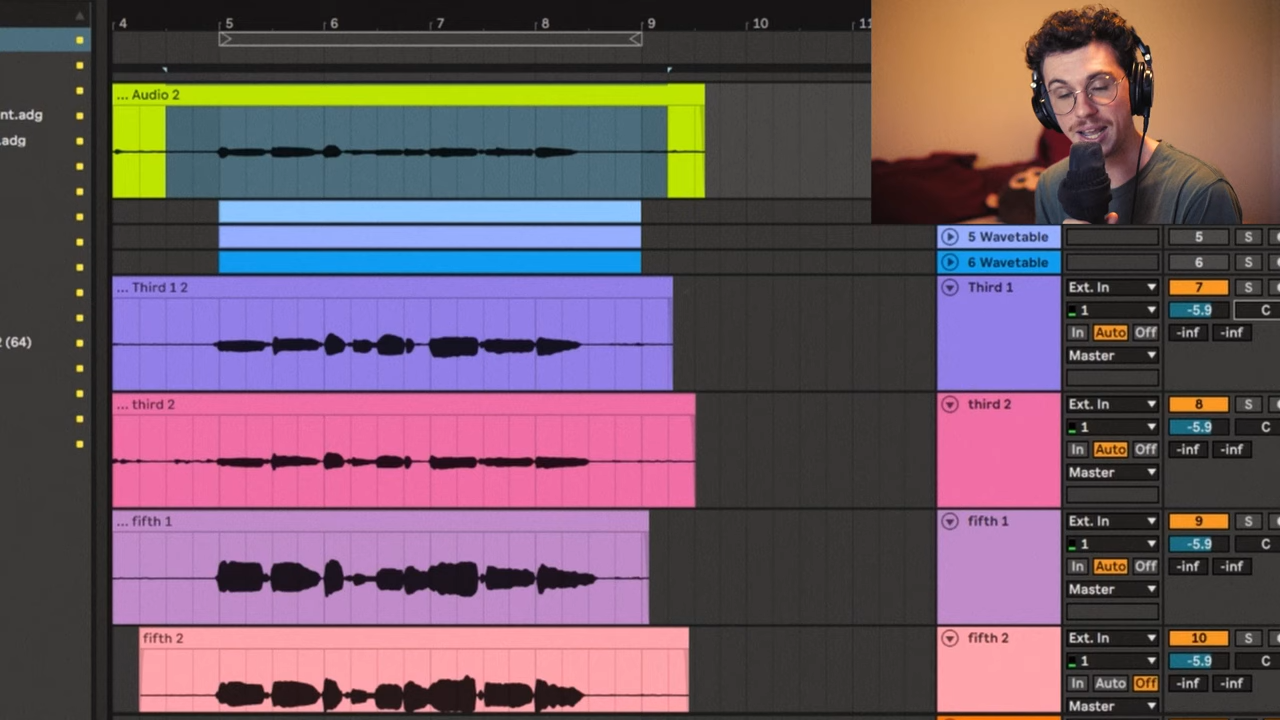 4 5 6 7 8 9 10 11
... Audio 2
nt.adg
.adg
5 Wavetable 5 S
6 Wavetable 6 S
... Third 1 2 Third 1 Ext. In 7 S
1 -5.9 C
In Auto Off -inf -inf
2 (64)
Master
... third 2 third 2 Ext. In 8 S
1 -5.9 C
In Auto Off -inf -inf
Master
... fifth 1 fifth 1 Ext. In 9 S
1 -5.9 C
In Auto Off -inf -inf
Master
fifth 2 fifth 2 Ext. In 10 S
1 -5.9 C
In Auto Off -inf -inf
Master